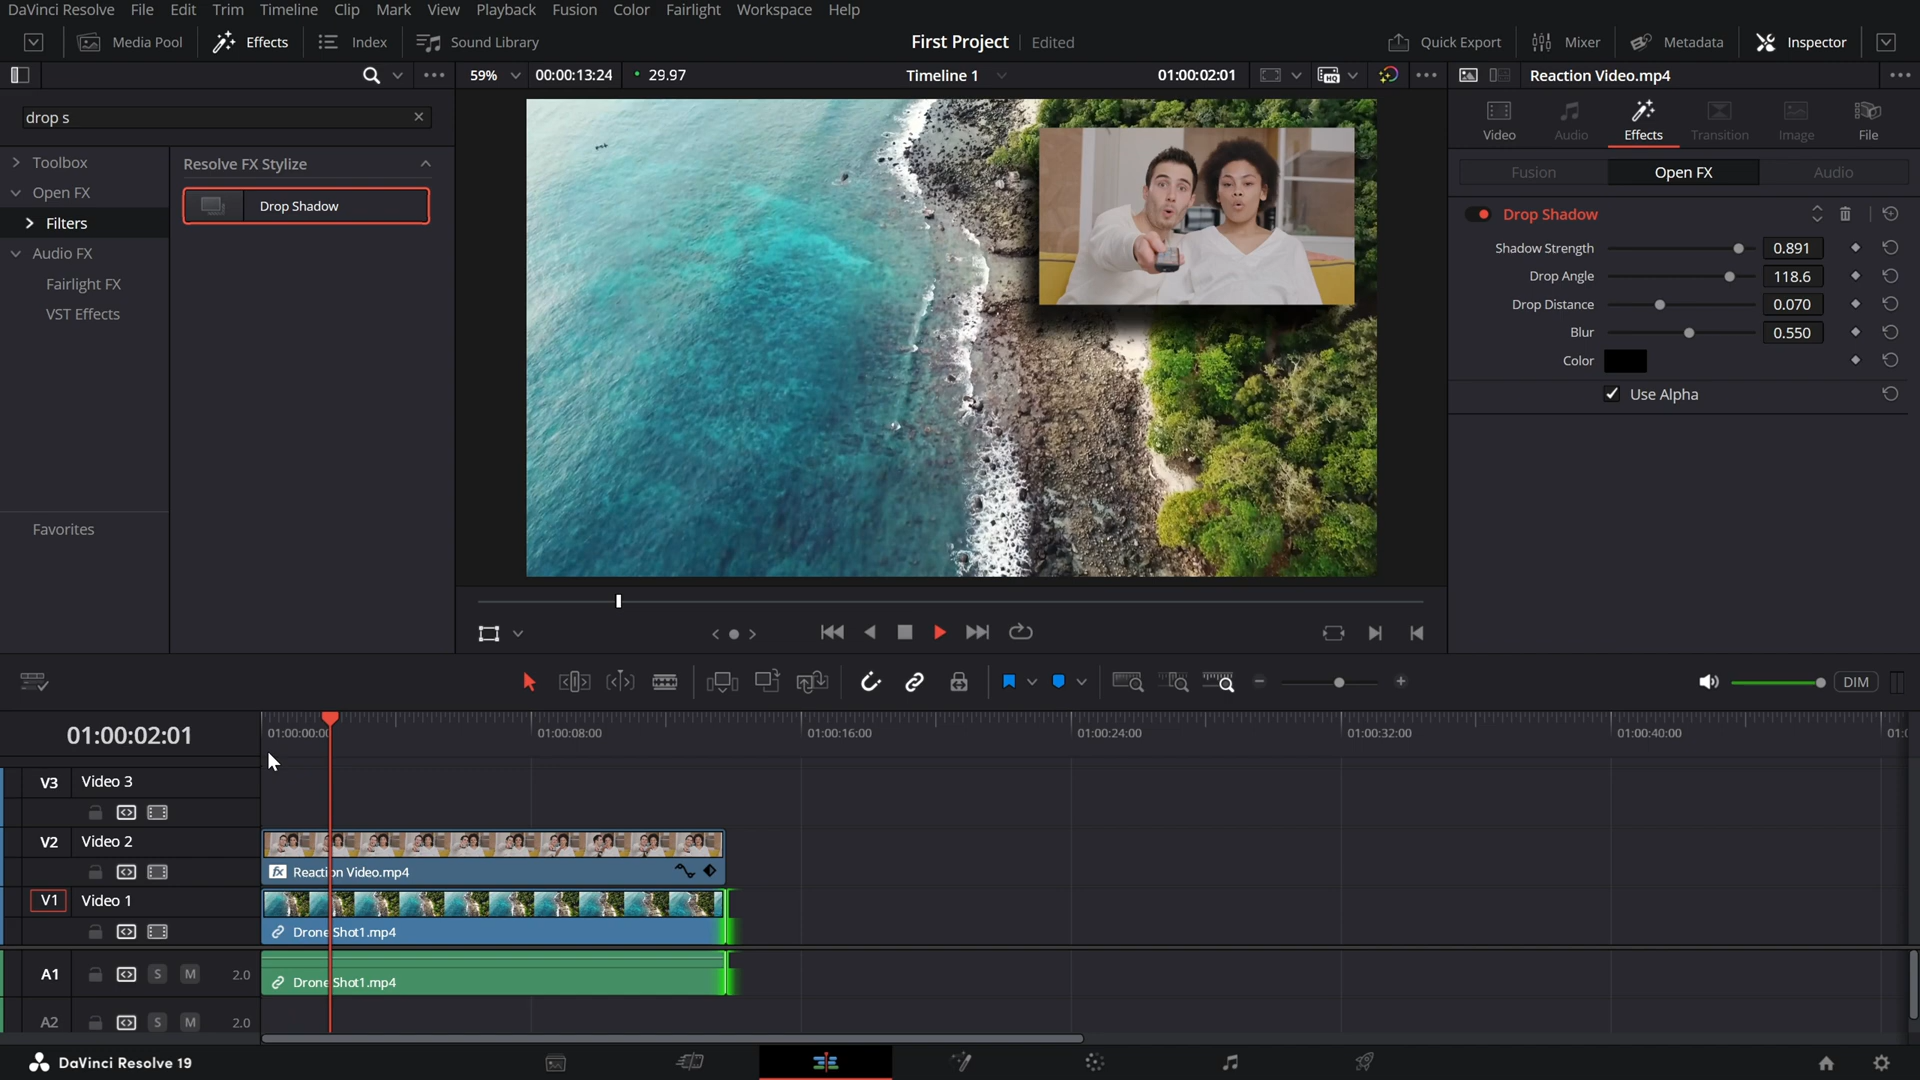 DaVinci Resolve File Edit Trim Timeline Clip Mark View Playback Fusion Color Fairlight Workspace Help
Media Pool Effects Index Sound Library First Project Edited Quick Export Mixer Metadata Inspector
59% 00:00:13:24 29.97 Timeline 1 01:00:02:01 HQ Reaction Video.mp4
drop s
Video Audio Effects Transition Image File
Toolbox
Open FX
Filters
Audio FX
Fairlight FX
VST Effects
Favorites
Resolve FX Stylize
Drop Shadow
Fusion Open FX Audio
Drop Shadow
Shadow Strength 0.891
Drop Angle 118.6
Drop Distance 0.070
Blur 0.550
Color
Use Alpha
DIM
01:00:02:01
01:00:00:00 01:00:08:00 01:00:16:00 01:00:24:00 01:00:32:00 01:00:40:00
V3 Video 3
V2 Video 2
fx Reaction Video.mp4
V1 Video 1
Drone Shot1.mp4
A1 S M 2.0
Drone Shot1.mp4
A2 S M 2.0
DaVinci Resolve 19